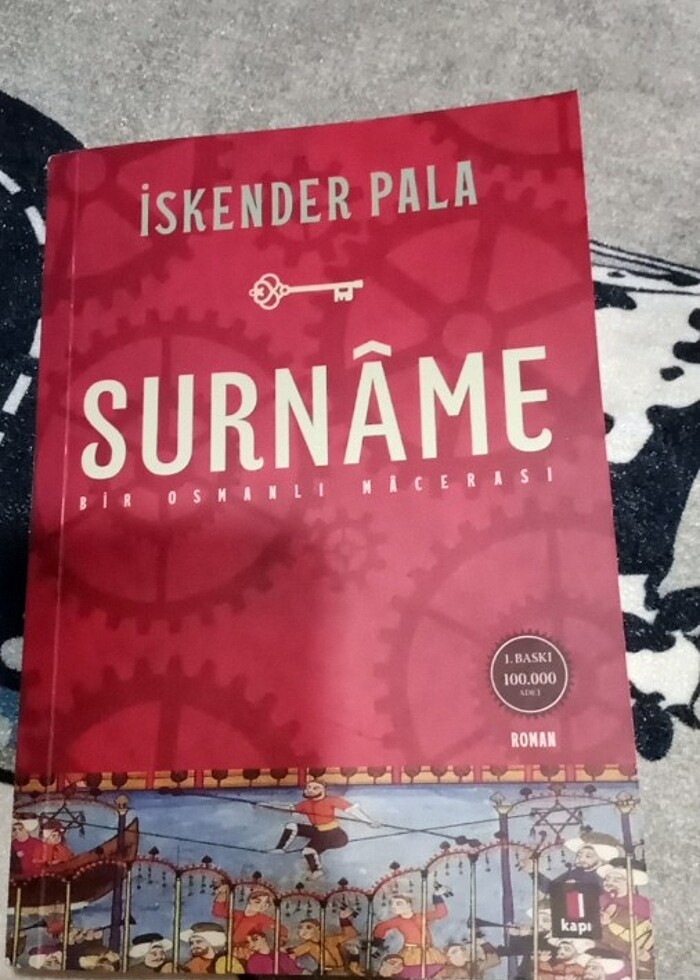 İSKENDER PALA
SURNÂME
BİR OSMANLI MÂCERASI
1. BASKI
100.000
ADET
ROMAN
kapı